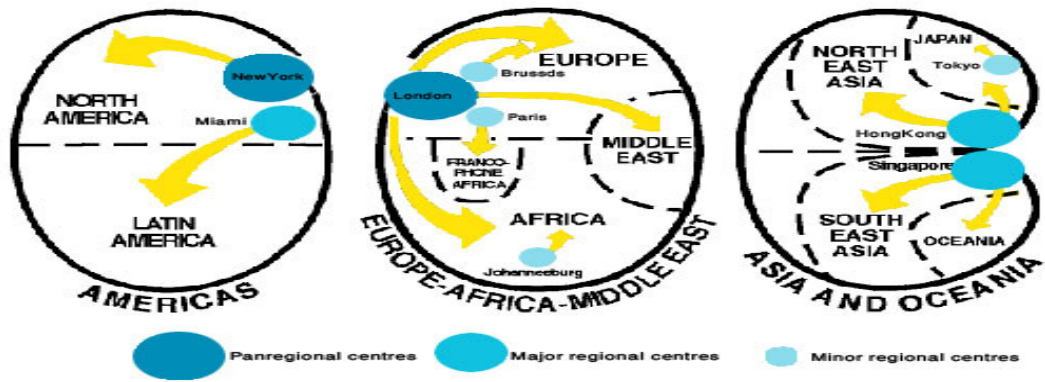 NewYork
NORTH
AMERICA
Miami
LATIN
AMERICA
AMERICAS
EUROPE
Brussds
London
Paris
MIDDLE
EAST
FRANCO-
PHONE
AFRICA
AFRICA
Johannesburg
EUROPE-AFRICA-MIDDLE EAST
JAPAN
NORTH
EAST
ASIA
Tokyo
HongKong
Singapore
SOUTH
EAST
ASIA
OCEANIA
ASIA AND OCEANIA
Panregional centres
Major regional centres
Minor regional centres